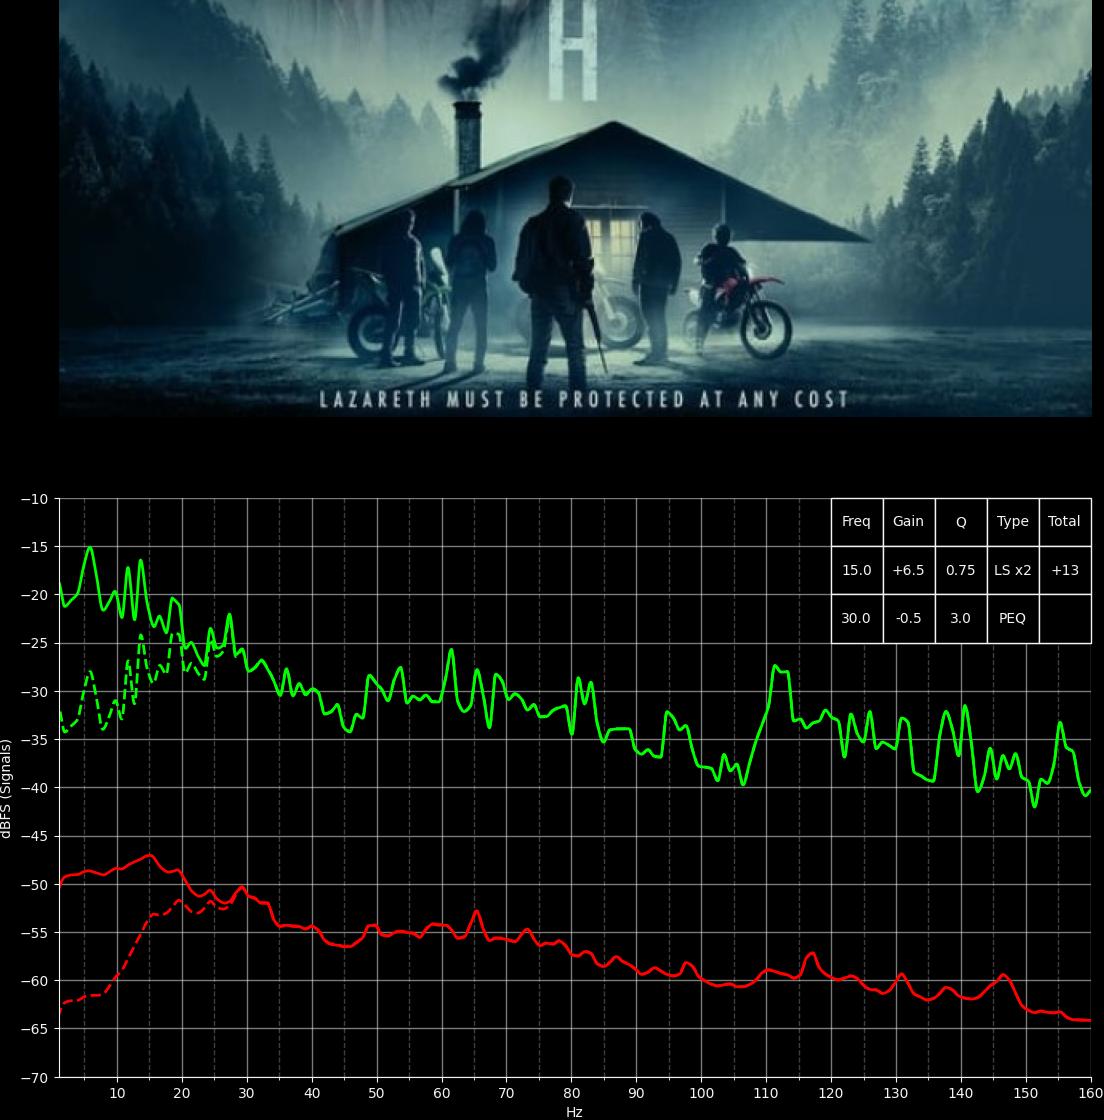 H
LAZARETH MUST BE PROTECTED AT ANY COST
Freq Gain Q Type Total
15.0 +6.5 0.75 LS x2 +13
30.0 -0.5 3.0 PEQ
−10
−15
−20
−25
−30
−35
−40
−45
−50
−55
−60
−65
−70
dBFS (Signals)
10 20 30 40 50 60 70 80 90 100 110 120 130 140 150 160
Hz